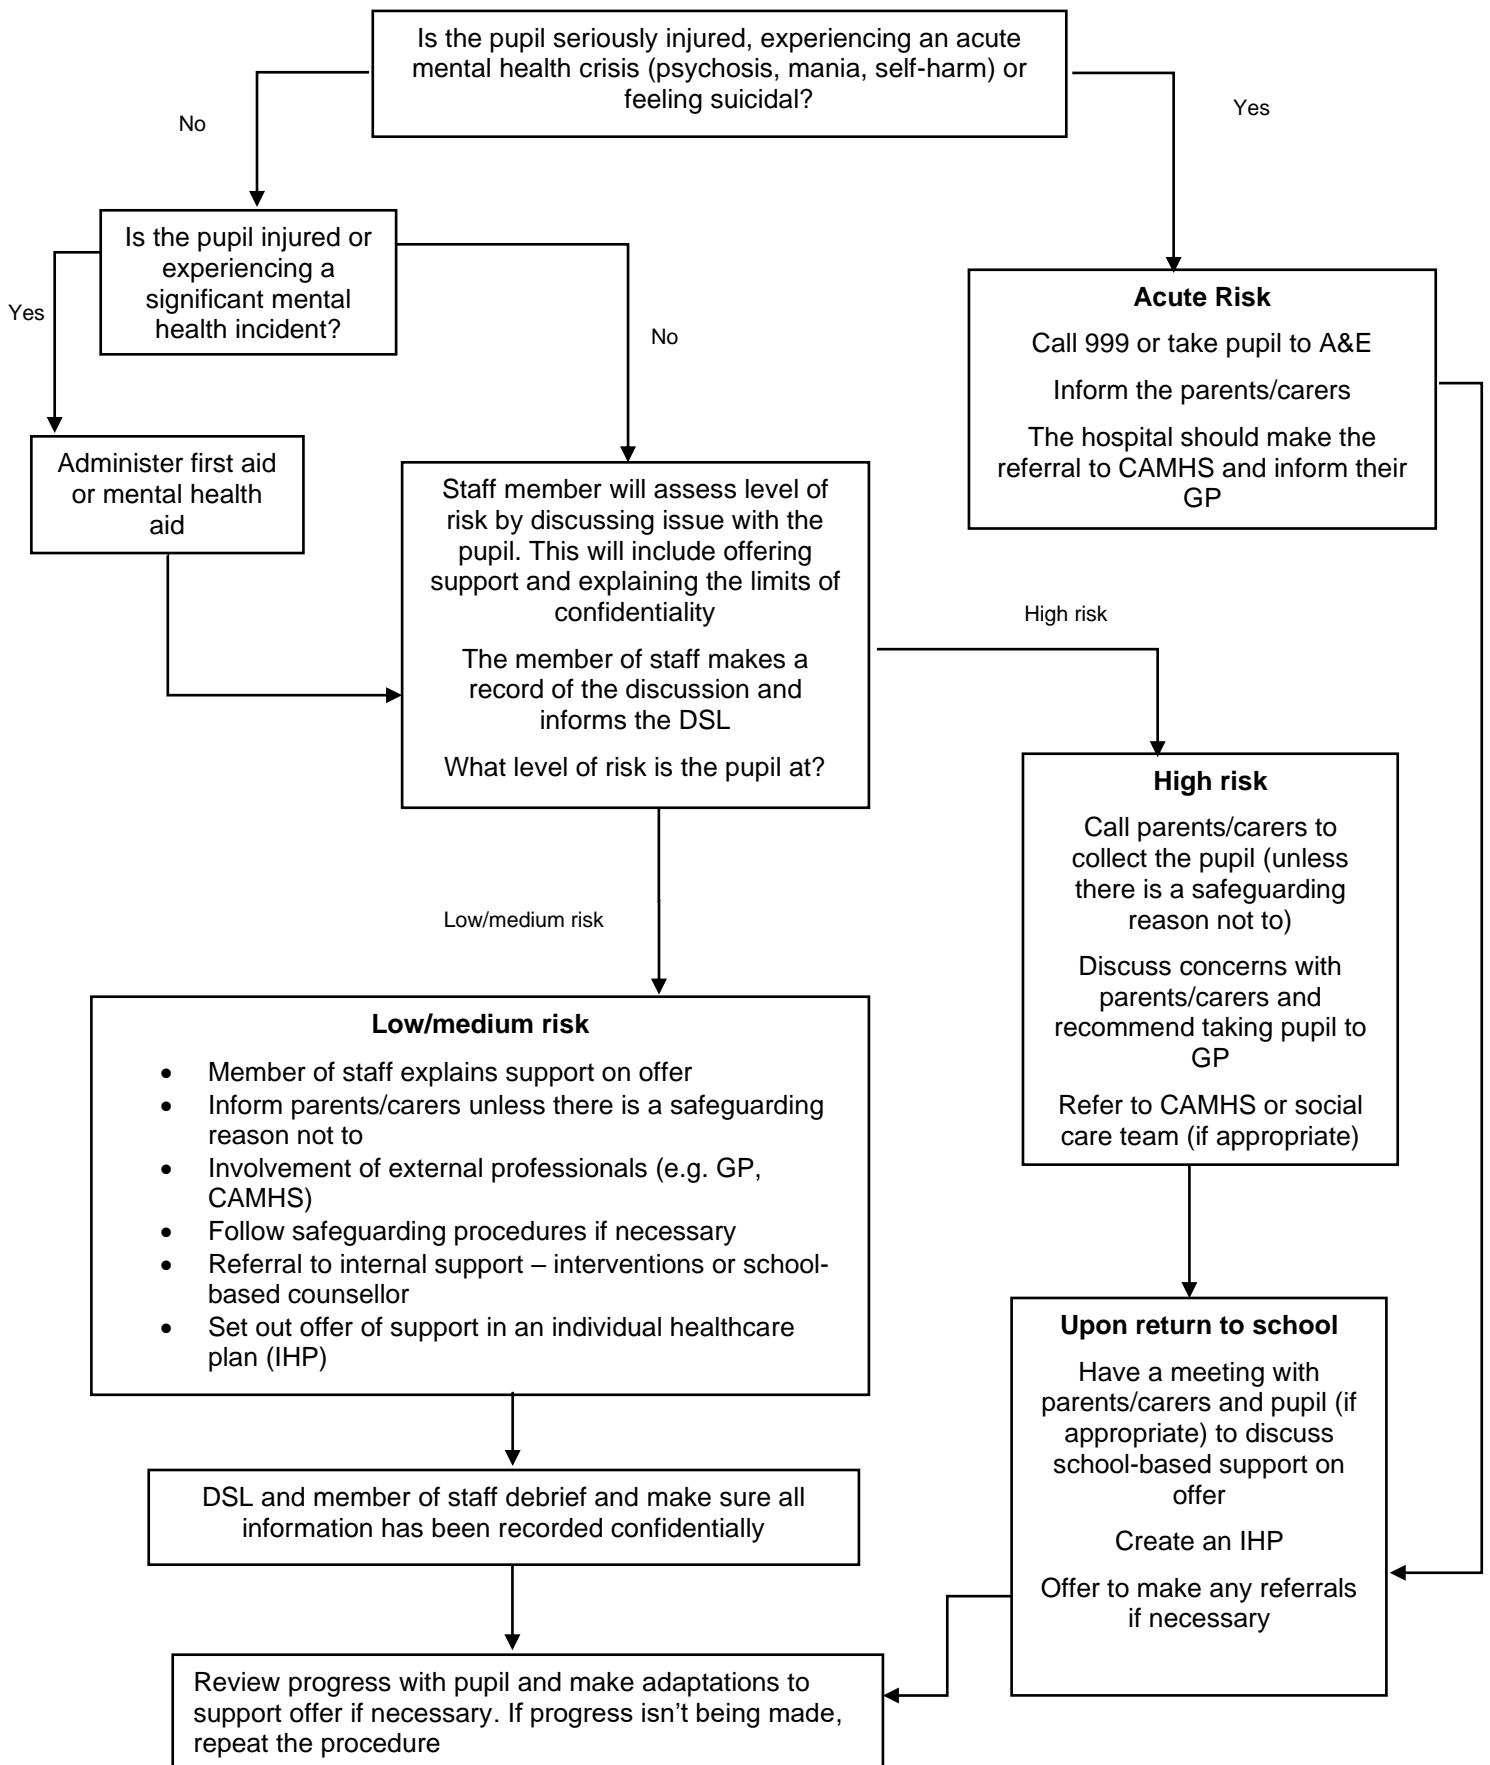 Is the pupil seriously injured, experiencing an acute
mental health crisis (psychosis, mania, self-harm) or
feeling suicidal?
No
Yes
Is the pupil injured or
experiencing a
significant mental
health incident?
Yes
No
Acute Risk
Call 999 or take pupil to A&E
Inform the parents/carers
The hospital should make the
referral to CAMHS and inform their
GP
Administer first aid
or mental health
aid
Staff member will assess level of
risk by discussing issue with the
pupil. This will include offering
support and explaining the limits of
confidentiality
The member of staff makes a
record of the discussion and
informs the DSL
What level of risk is the pupil at?
High risk
High risk
Call parents/carers to
collect the pupil (unless
there is a safeguarding
reason not to)
Discuss concerns with
parents/carers and
recommend taking pupil to
GP
Refer to CAMHS or social
care team (if appropriate)
Low/medium risk
Low/medium risk
• Member of staff explains support on offer
• Inform parents/carers unless there is a safeguarding
reason not to
• Involvement of external professionals (e.g. GP,
CAMHS)
• Follow safeguarding procedures if necessary
• Referral to internal support – interventions or school-
based counsellor
• Set out offer of support in an individual healthcare
plan (IHP)
Upon return to school
Have a meeting with
parents/carers and pupil (if
appropriate) to discuss
school-based support on
offer
Create an IHP
Offer to make any referrals
if necessary
DSL and member of staff debrief and make sure all
information has been recorded confidentially
Review progress with pupil and make adaptations to
support offer if necessary. If progress isn’t being made,
repeat the procedure